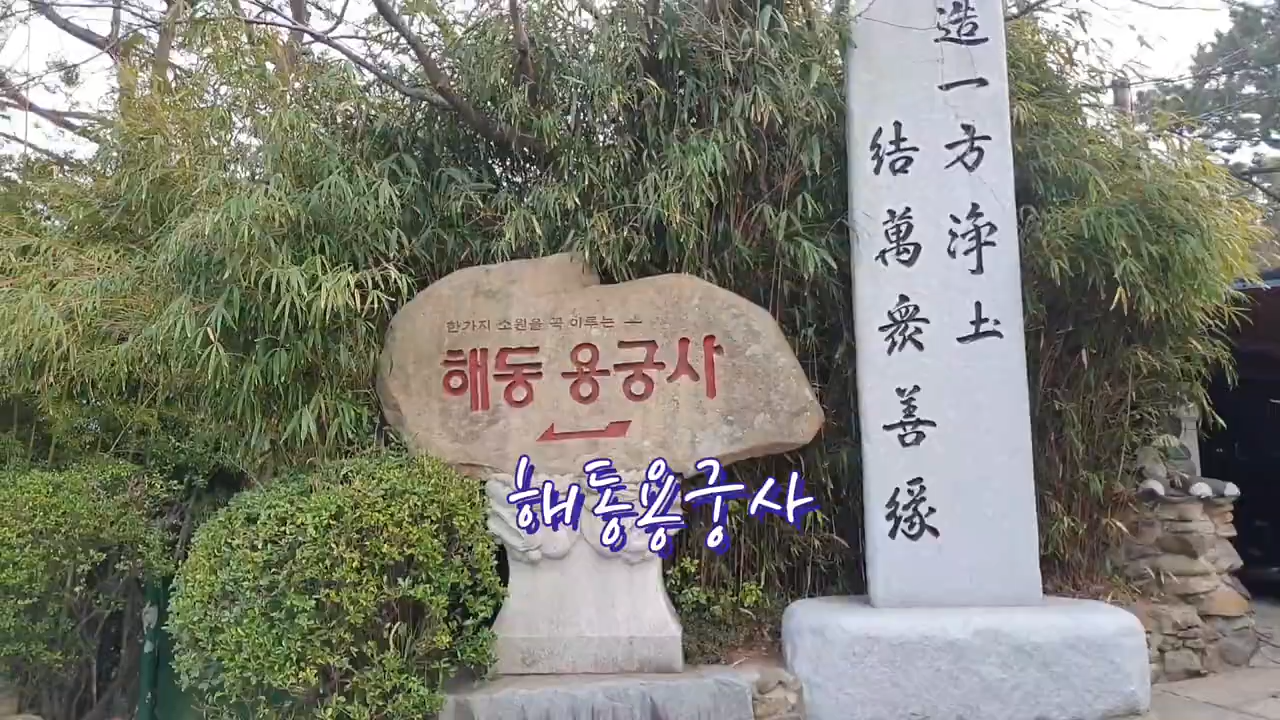 한가지 소원을 꼭 이루는
해동 용궁사
해동용궁사
造一方淨土
結萬衆善緣